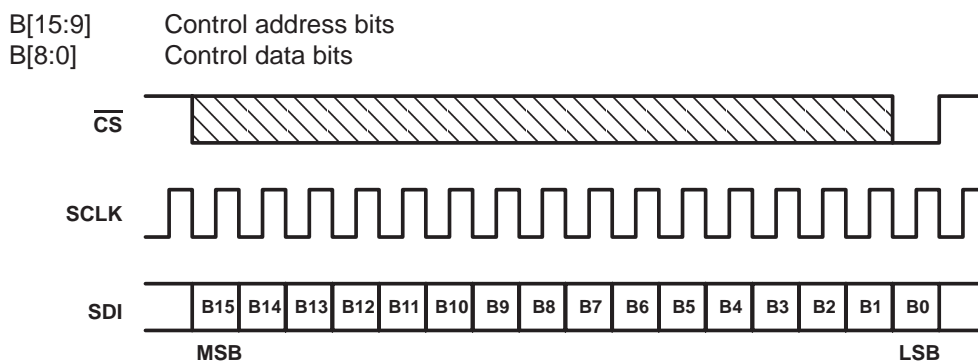 B[15:9] Control address bits
B[8:0] Control data bits
CS
SCLK
SDI B15 B14 B13 B12 B11 B10 B9 B8 B7 B6 B5 B4 B3 B2 B1 B0
MSB LSB